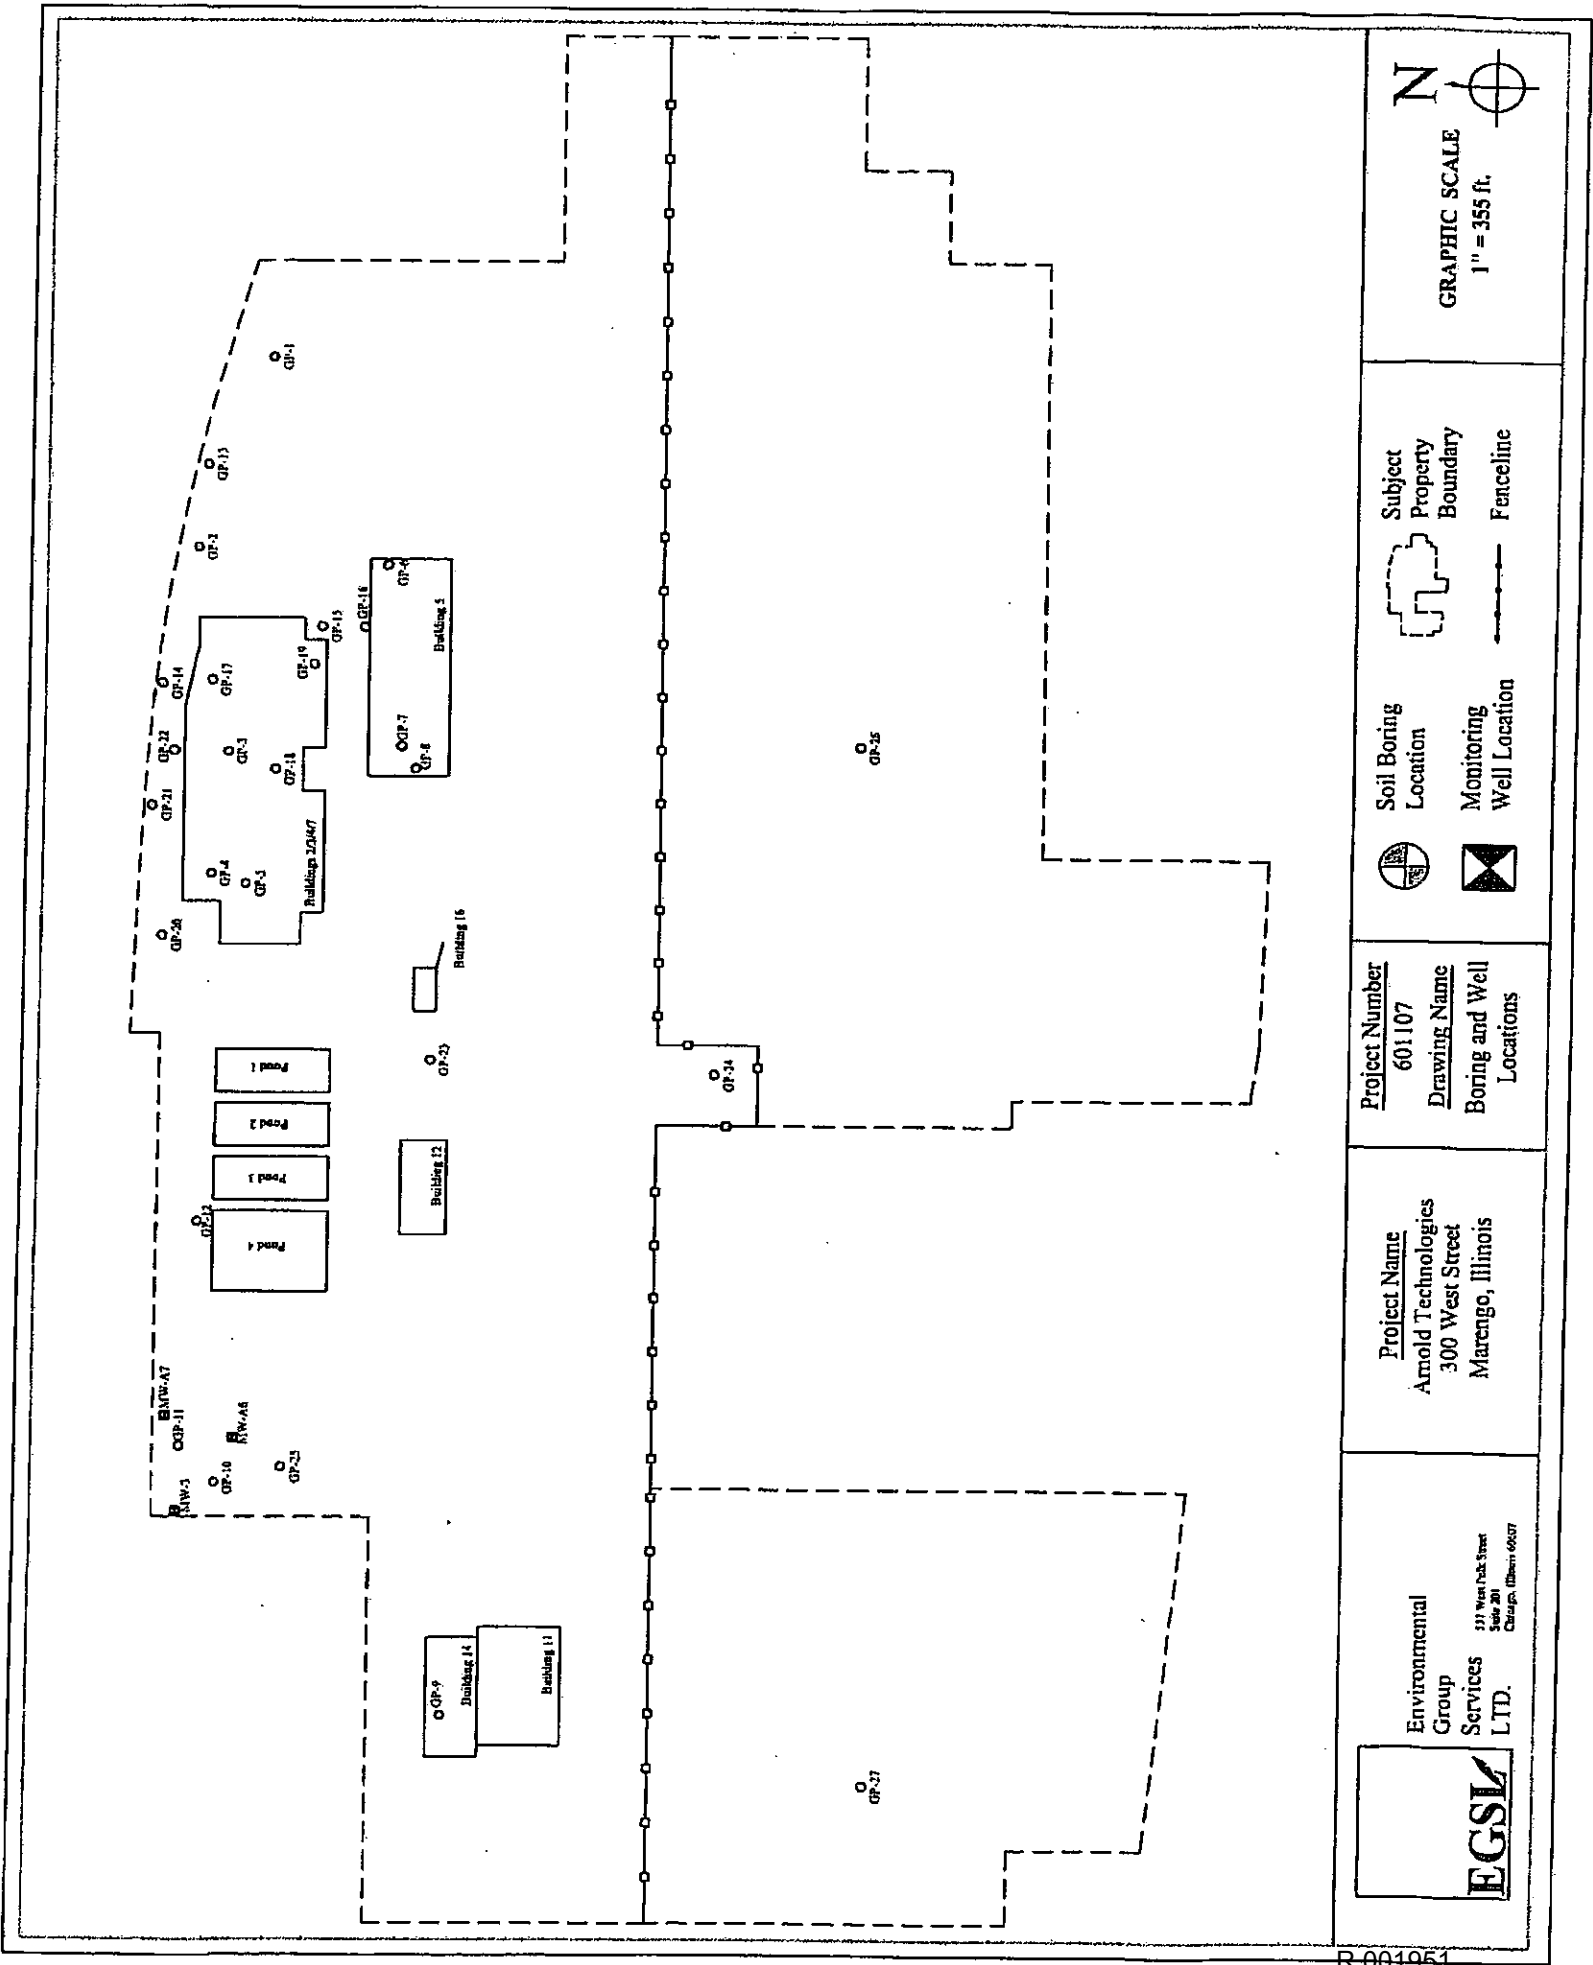 MW-3
GP-10
GP-11
MW-A7
MW-A6
GP-25
GP-12
Pond 4
Pond 3
Pond 2
Pond 1
GP-20
GP-4
GP-5
Buildings 2/3/4/7
GP-21
GP-22
GP-3
GP-18
GP-14
GP-17
GP-19
GP-15
GP-2
GP-13
GP-1
GP-16
GP-6
GP-7
GP-8
Building 5
Building 16
GP-23
Building 12
GP-9
Building 14
Building 11
GP-24
GP-27
EGSL
Environmental
Group
Services
LTD.
Suite 201
Project Name
Arnold Technologies
300 West Street
Marengo, Illinois
Project Number
601107
Drawing Name
Boring and Well
Locations
Soil Boring
Location
Monitoring
Well Location
Subject
Property
Boundary
Fenceline
N
GRAPHIC SCALE
1" = 355 ft.
R 001951